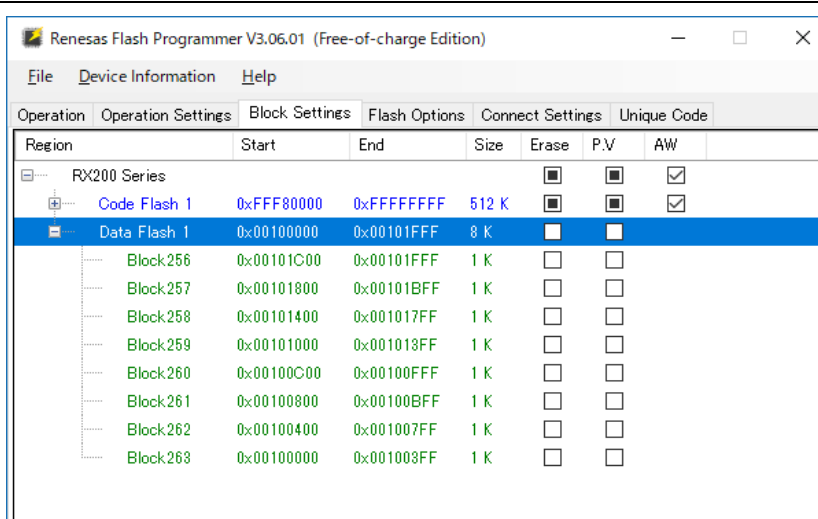 Renesas Flash Programmer V3.06.01 (Free-of-charge Edition)
File Device Information Help
Operation Operation Settings Block Settings Flash Options Connect Settings Unique Code
Region Start End Size Erase P.V AW
RX200 Series
Code Flash 1 0xFFF80000 0xFFFFFFFF 512 K
Data Flash 1 0x00100000 0x00101FFF 8 K
Block256 0x00101C00 0x00101FFF 1 K
Block257 0x00101800 0x00101BFF 1 K
Block258 0x00101400 0x001017FF 1 K
Block259 0x00101000 0x001013FF 1 K
Block260 0x00100C00 0x00100FFF 1 K
Block261 0x00100800 0x00100BFF 1 K
Block262 0x00100400 0x001007FF 1 K
Block263 0x00100000 0x001003FF 1 K